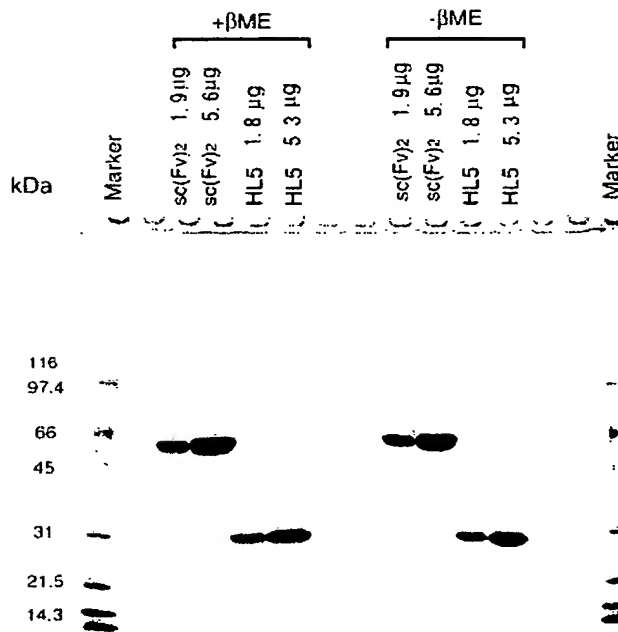 +βME
-βME
kDa
Marker
sc(Fv)2 1.9μg
sc(Fv)2 5.6μg
HL5 1.8 μg
HL5 5 3 μg
sc(Fv)2 1.9 μg
sc(Fv)2 5.6μg
HL5 1.8 μg
HL5 5.3 μg
Marker
116
97.4
66
45
31
21.5
14.3